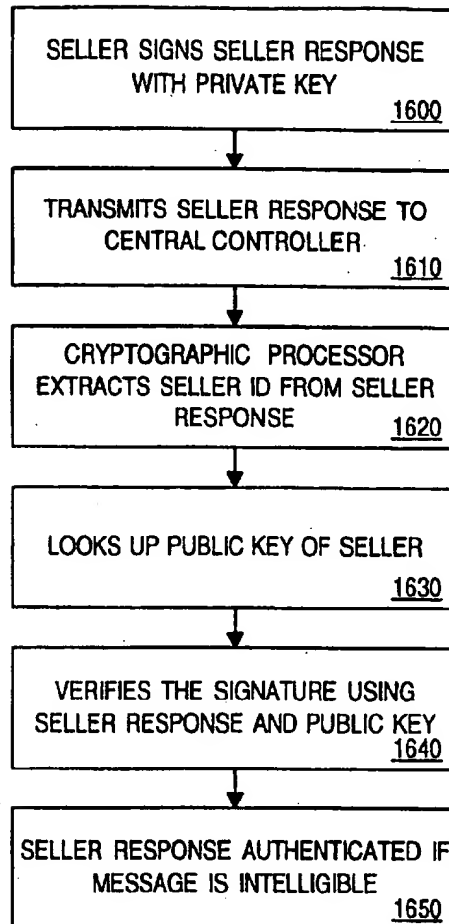 SELLER SIGNS SELLER RESPONSE
WITH PRIVATE KEY
1600
TRANSMITS SELLER RESPONSE TO
CENTRAL CONTROLLER
1610
CRYPTOGRAPHIC PROCESSOR
EXTRACTS SELLER ID FROM SELLER
RESPONSE
1620
LOOKS UP PUBLIC KEY OF SELLER
1630
VERIFIES THE SIGNATURE USING
SELLER RESPONSE AND PUBLIC KEY
1640
SELLER RESPONSE AUTHENTICATED IF
MESSAGE IS INTELLIGIBLE
1650